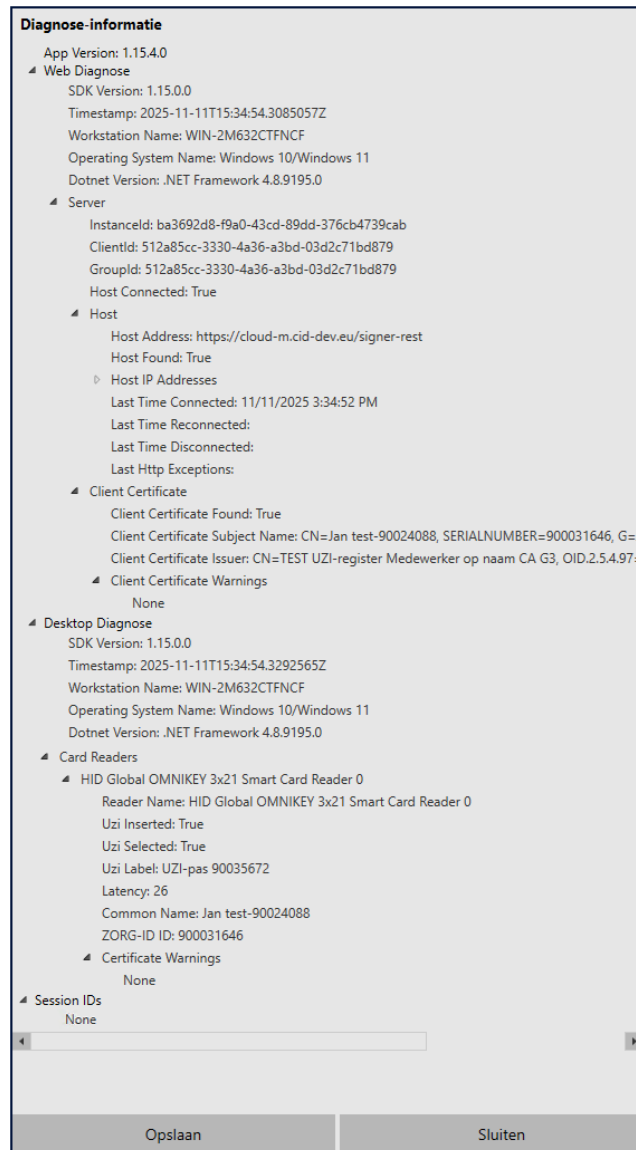 Diagnose-informatie
App Version: 1.15.4.0
Web Diagnose
SDK Version: 1.15.0.0
Timestamp: 2025-11-11T15:34:54.3085057Z
Workstation Name: WIN-2M632CTFNCF
Operating System Name: Windows 10/Windows 11
Dotnet Version: .NET Framework 4.8.9195.0
Server
InstanceId: ba3692d8-f9a0-43cd-89dd-376cb4739cab
ClientId: 512a85cc-3330-4a36-a3bd-03d2c71bd879
GroupId: 512a85cc-3330-4a36-a3bd-03d2c71bd879
Host Connected: True
Host
Host Address: https://cloud-m.cid-dev.eu/signer-rest
Host Found: True
Host IP Addresses
Last Time Connected: 11/11/2025 3:34:52 PM
Last Time Reconnected:
Last Time Disconnected:
Last Http Exceptions:
Client Certificate
Client Certificate Found: True
Client Certificate Subject Name: CN=Jan test-90024088, SERIALNUMBER=900031646, G=
Client Certificate Issuer: CN=TEST UZI-register Medewerker op naam CA G3, OID.2.5.4.97=
Client Certificate Warnings
None
Desktop Diagnose
SDK Version: 1.15.0.0
Timestamp: 2025-11-11T15:34:54.3292565Z
Workstation Name: WIN-2M632CTFNCF
Operating System Name: Windows 10/Windows 11
Dotnet Version: .NET Framework 4.8.9195.0
Card Readers
HID Global OMNIKEY 3x21 Smart Card Reader 0
Reader Name: HID Global OMNIKEY 3x21 Smart Card Reader 0
Uzi Inserted: True
Uzi Selected: True
Uzi Label: UZI-pas 90035672
Latency: 26
Common Name: Jan test-90024088
ZORG-ID ID: 900031646
Certificate Warnings
None
Session IDs
None
Opslaan
Sluiten